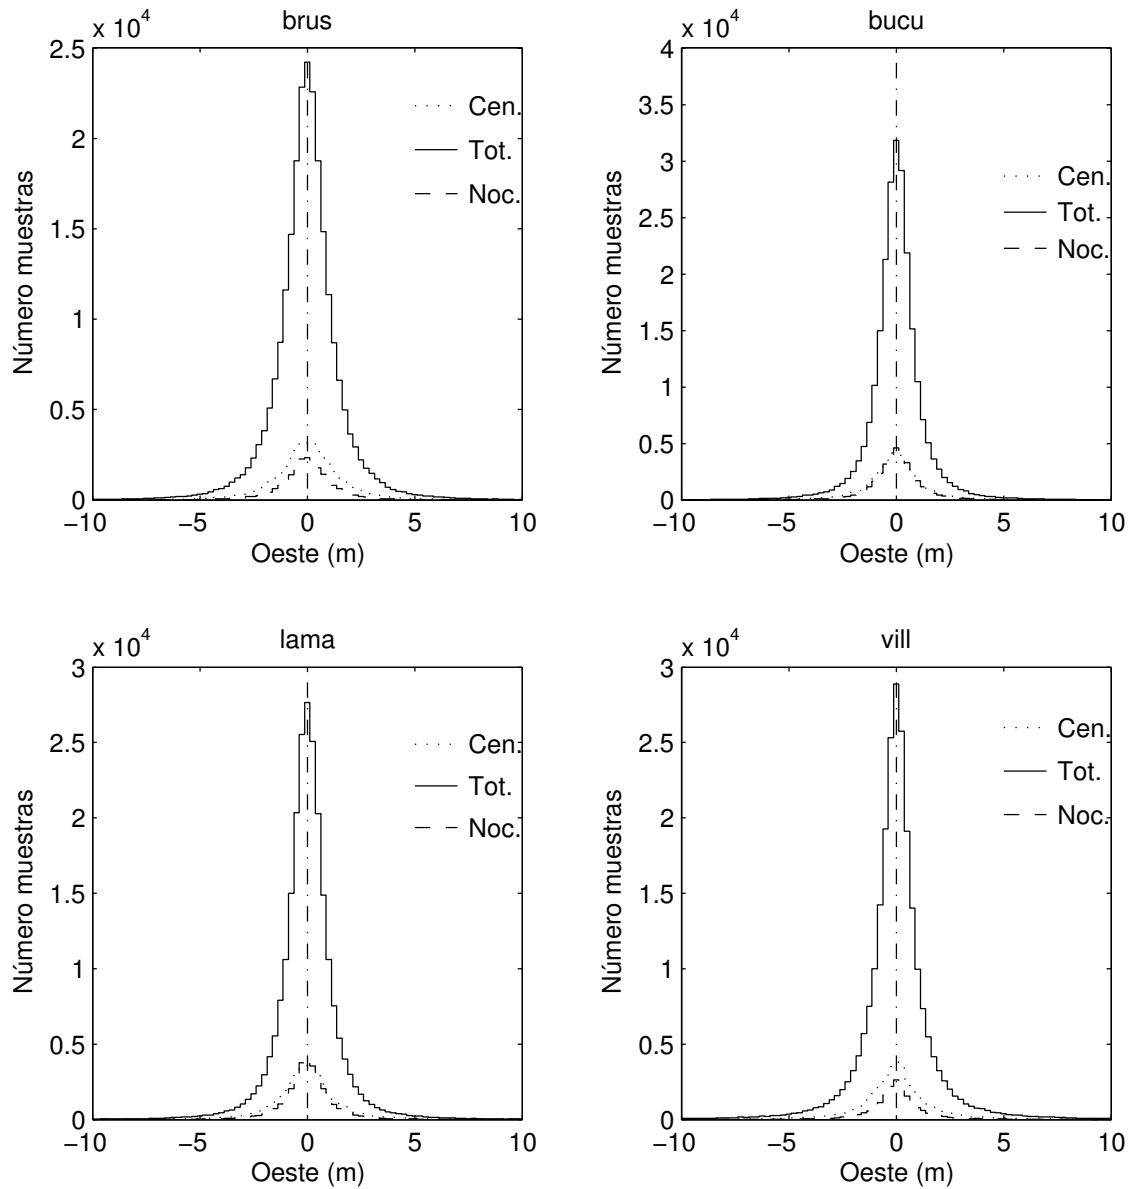 brus
x 10^4
2.5
2
1.5
1
0.5
0
−10 −5 0 5 10
Número muestras
Oeste (m)
Cen.
Tot.
Noc.
bucu
x 10^4
4
3.5
3
2.5
2
1.5
1
0.5
0
−10 −5 0 5 10
Número muestras
Oeste (m)
Cen.
Tot.
Noc.
lama
x 10^4
3
2.5
2
1.5
1
0.5
0
−10 −5 0 5 10
Número muestras
Oeste (m)
Cen.
Tot.
Noc.
vill
x 10^4
3
2.5
2
1.5
1
0.5
0
−10 −5 0 5 10
Número muestras
Oeste (m)
Cen.
Tot.
Noc.